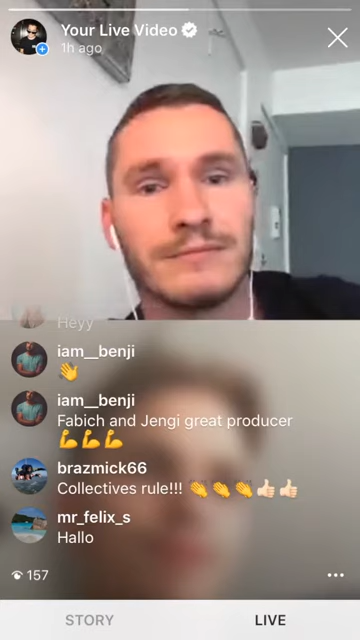 Your Live Video
1h ago
Heyy
iam__benji
👋
iam__benji
Fabich and Jengi great producer
💪💪💪
brazmick66
Collectives rule!!! 👏👏👏👍🏻👍🏻
mr_felix_s
Hallo
157
STORY LIVE